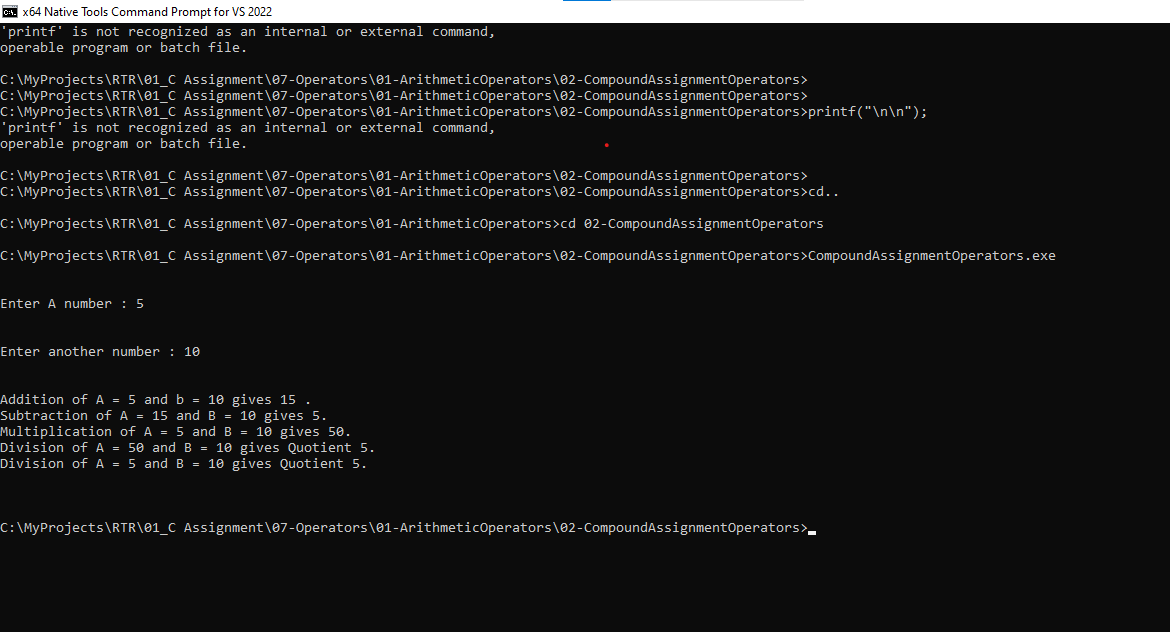 x64 Native Tools Command Prompt for VS 2022
'printf' is not recognized as an internal or external command,
operable program or batch file.
C:\MyProjects\RTR\01_C Assignment\07-Operators\01-ArithmeticOperators\02-CompoundAssignmentOperators>
C:\MyProjects\RTR\01_C Assignment\07-Operators\01-ArithmeticOperators\02-CompoundAssignmentOperators>
C:\MyProjects\RTR\01_C Assignment\07-Operators\01-ArithmeticOperators\02-CompoundAssignmentOperators>printf("\n\n");
'printf' is not recognized as an internal or external command,
operable program or batch file.
C:\MyProjects\RTR\01_C Assignment\07-Operators\01-ArithmeticOperators\02-CompoundAssignmentOperators>
C:\MyProjects\RTR\01_C Assignment\07-Operators\01-ArithmeticOperators\02-CompoundAssignmentOperators>cd..
C:\MyProjects\RTR\01_C Assignment\07-Operators\01-ArithmeticOperators>cd 02-CompoundAssignmentOperators
C:\MyProjects\RTR\01_C Assignment\07-Operators\01-ArithmeticOperators\02-CompoundAssignmentOperators>CompoundAssignmentOperators.exe
Enter A number : 5
Enter another number : 10
Addition of A = 5 and b = 10 gives 15 .
Subtraction of A = 15 and B = 10 gives 5.
Multiplication of A = 5 and B = 10 gives 50.
Division of A = 50 and B = 10 gives Quotient 5.
Division of A = 5 and B = 10 gives Quotient 5.
C:\MyProjects\RTR\01_C Assignment\07-Operators\01-ArithmeticOperators\02-CompoundAssignmentOperators>